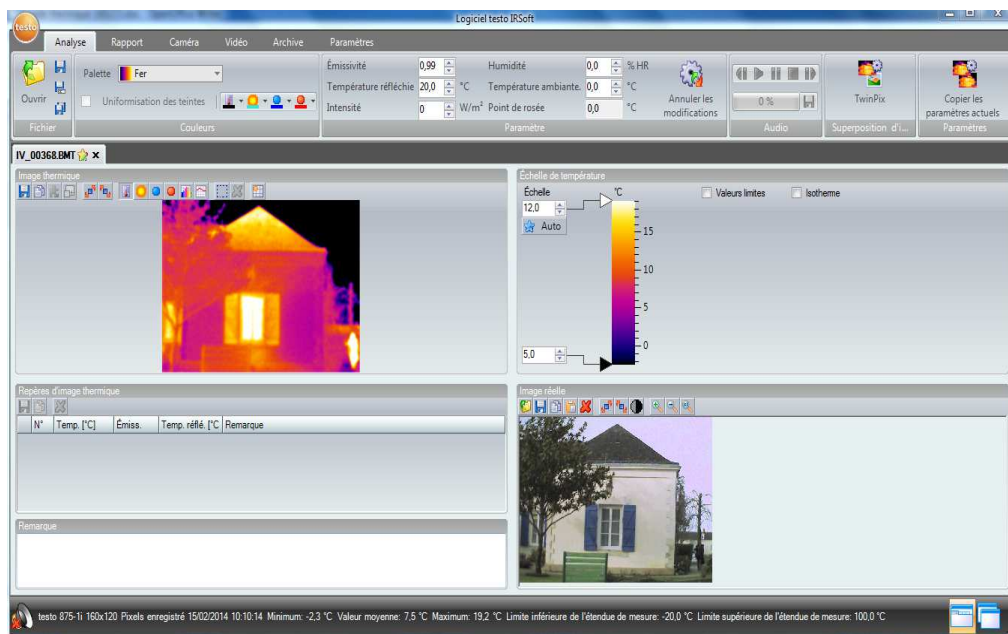 Logiciel testo IRSoft
testo
Analyse Rapport Caméra Vidéo Archive Paramètres
Ouvrir
Palette Fer
Uniformisation des teintes
Émissivité 0,99 Humidité 0,0 % HR
Température réfléchie 20,0 °C Température ambiante. 0,0 °C
Intensité 0 W/m² Point de rosée 0,0 °C
Annuler les modifications
0 %
TwinPix
Copier les paramètres actuels
Fichier Couleurs Paramètre Audio Superposition d'i... Paramètres
IV_00368.BMT
Image thermique
Échelle de température
Échelle °C
Valeurs limites Isotherme
12,0
Auto
15
10
5
0
5,0
Repères d'image thermique
N° Temp. [°C] Émiss. Temp. réflé. [°C Remarque
Image réelle
Remarque
testo 875-1i 160x120 Pixels enregistré 15/02/2014 10:10:14 Minimum: -2,3 °C Valeur moyenne: 7,5 °C Maximum: 19,2 °C Limite inférieure de l'étendue de mesure: -20,0 °C Limite supérieure de l'étendue de mesure: 100,0 °C